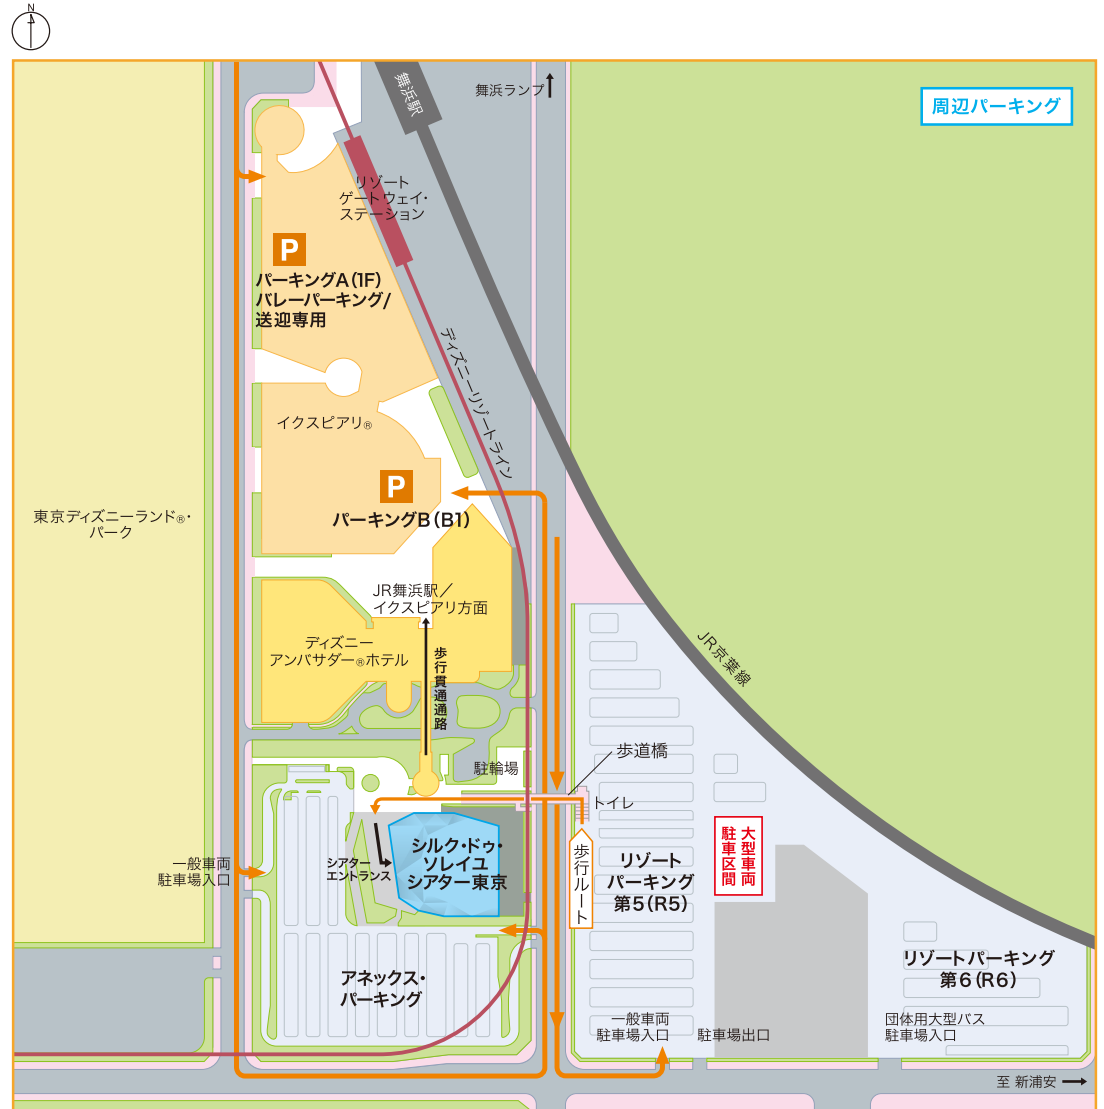 N
舞浜駅
舞浜ランプ
周辺パーキング
リゾート
ゲートウェイ・
ステーション
P
パーキングA(1F)
バレーパーキング/
送迎専用
ディズニーリゾートライン
イクスピアリ®
P
パーキングB(B1)
東京ディズニーランド®・
パーク
JR舞浜駅／
イクスピアリ方面
ディズニー
アンバサダー®ホテル
歩行貫通通路
JR京葉線
歩道橋
駐輪場
トイレ
大型車両
駐車区間
一般車両
駐車場入口
シアター
エントランス
シルク・ドゥ・
ソレイユ
シアター東京
歩行ルート
リゾート
パーキング
第5(R5)
アネックス・
パーキング
リゾートパーキング
第6(R6)
一般車両
駐車場入口
駐車場出口
団体用大型バス
駐車場入口
至 新浦安